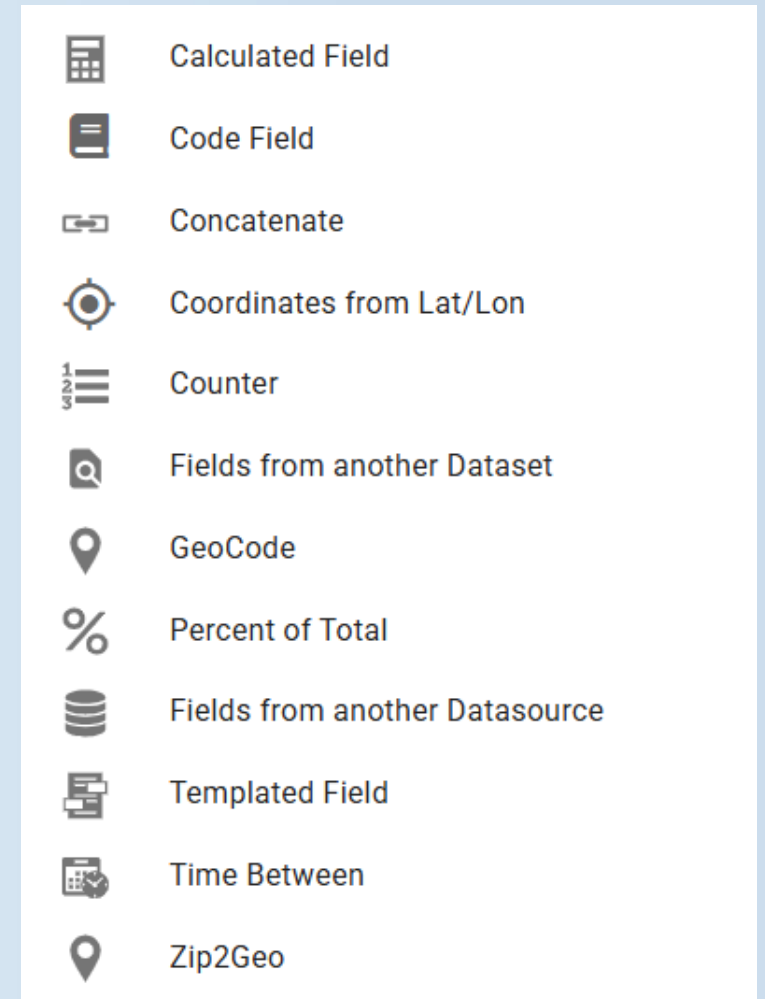 Calculated Field
Code Field
Concatenate
Coordinates from Lat/Lon
Counter
Fields from another Dataset
GeoCode
Percent of Total
Fields from another Datasource
Templated Field
Time Between
Zip2Geo